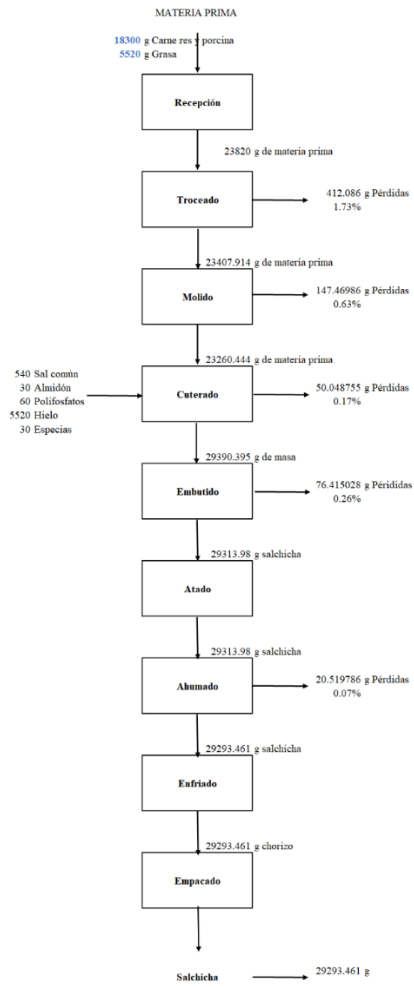 MATERIA PRIMA
18300 g Carne res y porcina
5520 g Grasa
Recepción
23820 g de materia prima
Troceado
412.086 g Pérdidas
1.73%
23407.914 g de materia prima
Molido
147.46986 g Pérdidas
0.63%
23260.444 g de materia prima
540 Sal común
30 Almidón
60 Polifosfatos
5520 Hielo
30 Especias
Cuterado
50.048755 g Pérdidas
0.17%
29390.395 g de masa
Embutido
76.415028 g Pérididas
0.26%
29313.98 g salchicha
Atado
29313.98 g salchicha
Ahumado
20.519786 g Pérdidas
0.07%
29293.461 g salchicha
Enfriado
29293.461 g chorizo
Empacado
Salchicha
29293.461 g